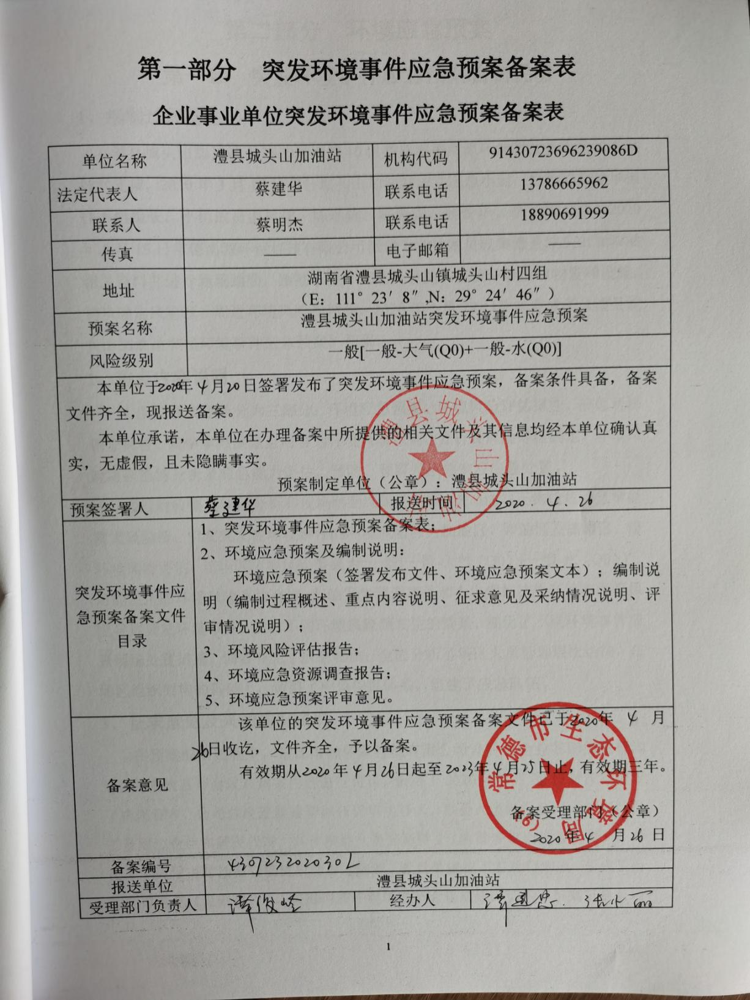 第一部分 突发环境事件应急预案备案表
企业事业单位突发环境事件应急预案备案表
单位名称 澧县城头山加油站 机构代码 91430723696239086D
法定代表人 蔡建华 联系电话 13786665962
联系人 蔡明杰 联系电话 18890691999
传真 —— 电子邮箱 ——
地址 湖南省澧县城头山镇城头山村四组
（E：111°23′8″,N：29°24′46″）
预案名称 澧县城头山加油站突发环境事件应急预案
风险级别 一般[一般-大气(Q0)+一般-水(Q0)]
本单位于2020年4月20日签署发布了突发环境事件应急预案，备案条件具备，备案
文件齐全，现报送备案。
本单位承诺，本单位在办理备案中所提供的相关文件及其信息均经本单位确认真
实，无虚假，且未隐瞒事实。
预案制定单位（公章）：澧县城头山加油站
澧县城头山加油站
预案签署人 蔡建华 报送时间 2020.4.26
突发环境事件应
急预案备案文件
目录
1、突发环境事件应急预案备案表；
2、环境应急预案及编制说明：
环境应急预案（签署发布文件、环境应急预案文本）；编制说
明（编制过程概述、重点内容说明、征求意见及采纳情况说明、评
审情况说明）；
3、环境风险评估报告；
4、环境应急资源调查报告；
5、环境应急预案评审意见。
备案意见
该单位的突发环境事件应急预案备案文件已于2020年 4 月
26日收讫，文件齐全，予以备案。
有效期从2020年4月26日起至2023年4月25日止，有效期三年。
备案受理部门（公章）
2020年4 月26日
常德市生态环境局
（6）
备案编号 430723202030L
报送单位 澧县城头山加油站
受理部门负责人 经办人
1